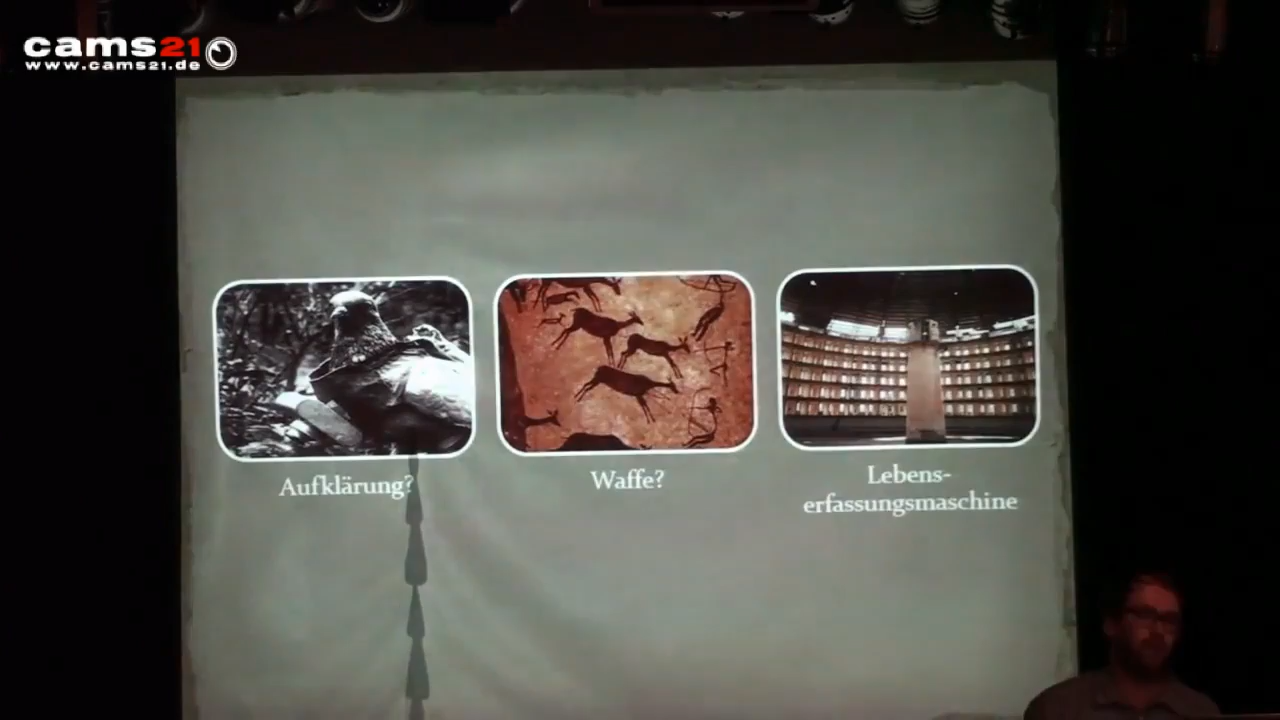 cams21
www.cams21.de
Aufklärung?
Waffe?
Lebens-
erfassungsmaschine